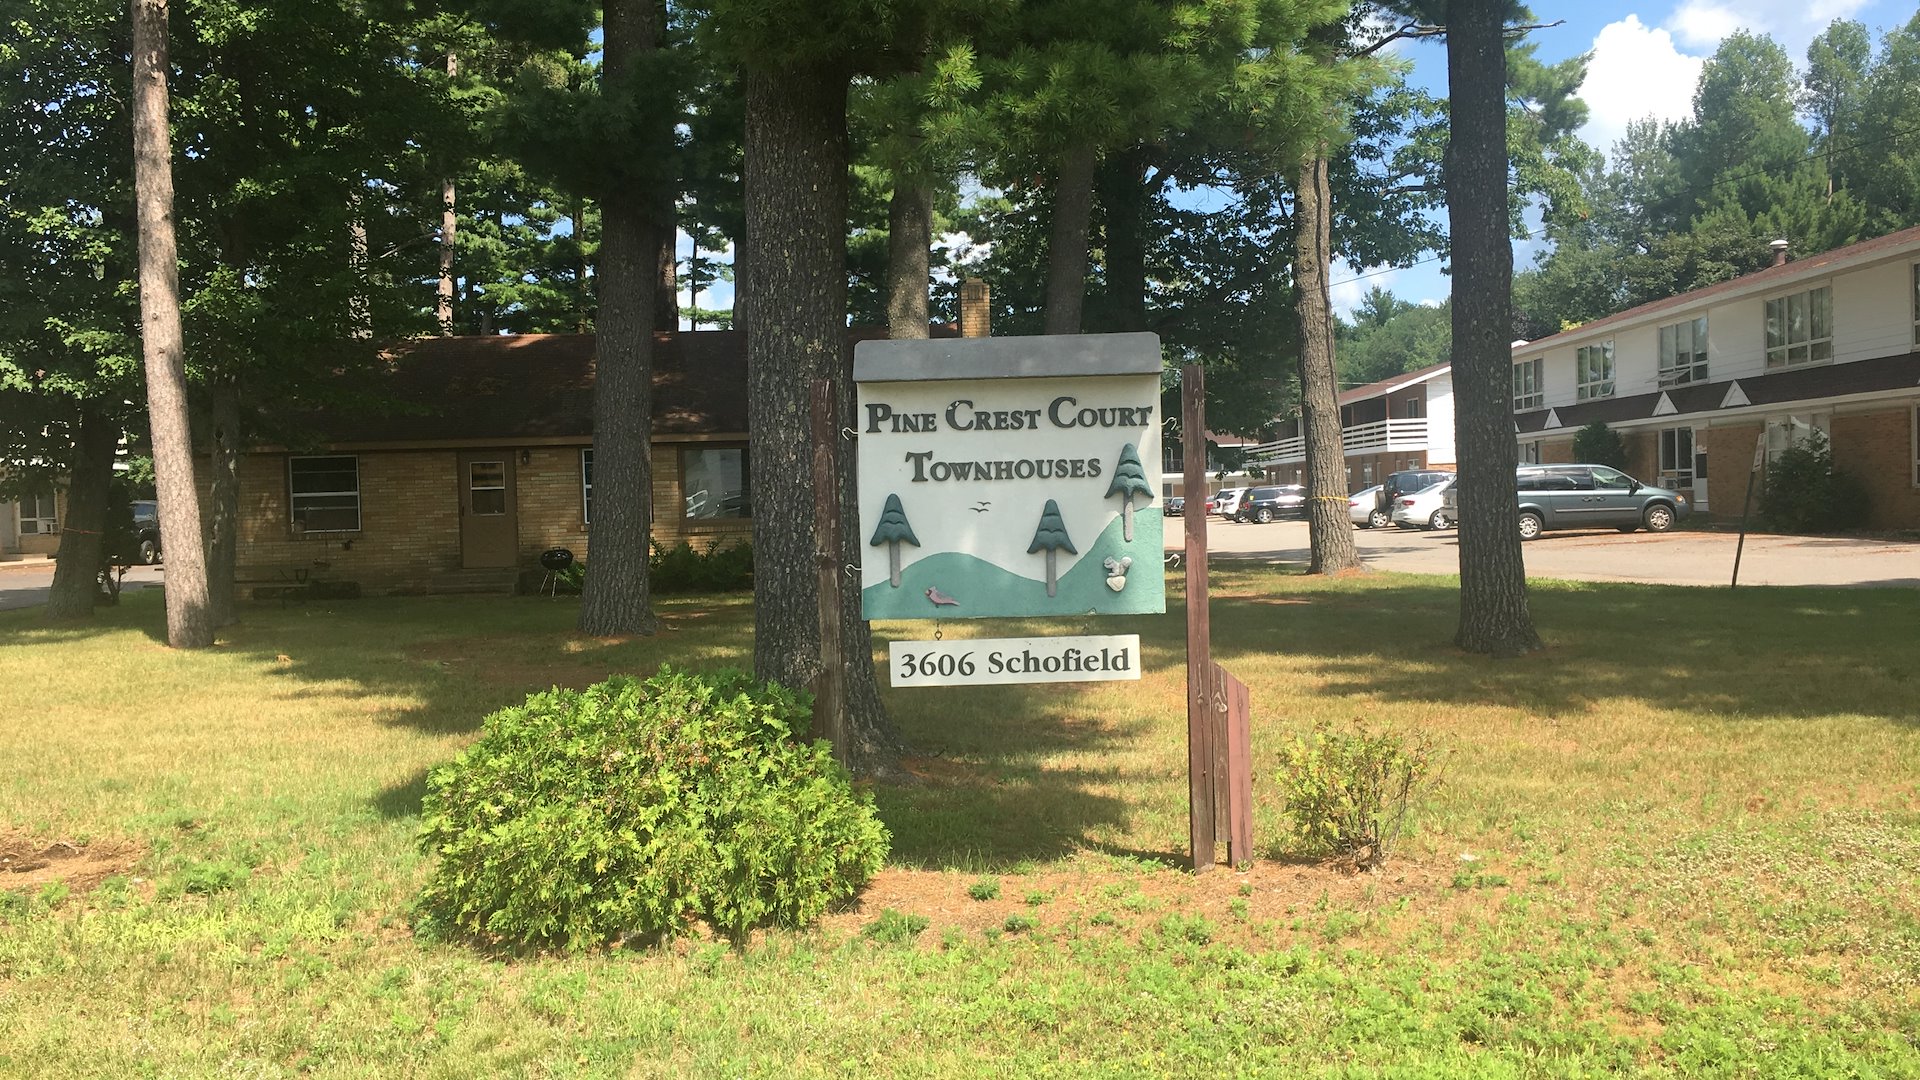 PINE CREST COURT
TOWNHOUSES
3606 Schofield